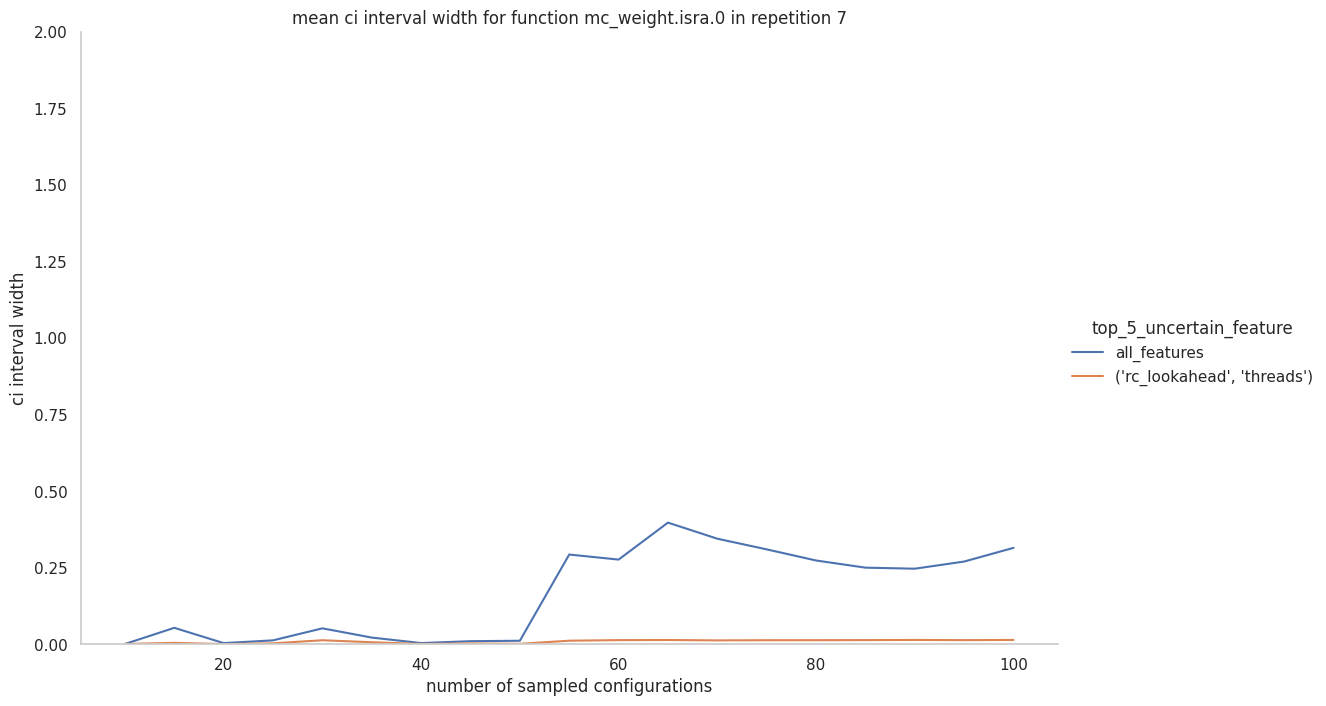 mean ci interval width for function mc_weight.isra.0 in repetition 7
2.00
1.75
1.50
1.25
1.00
0.75
0.50
0.25
0.00
ci interval width
20
40
60
80
100
number of sampled configurations
top_5_uncertain_feature
all_features
('rc_lookahead', 'threads')